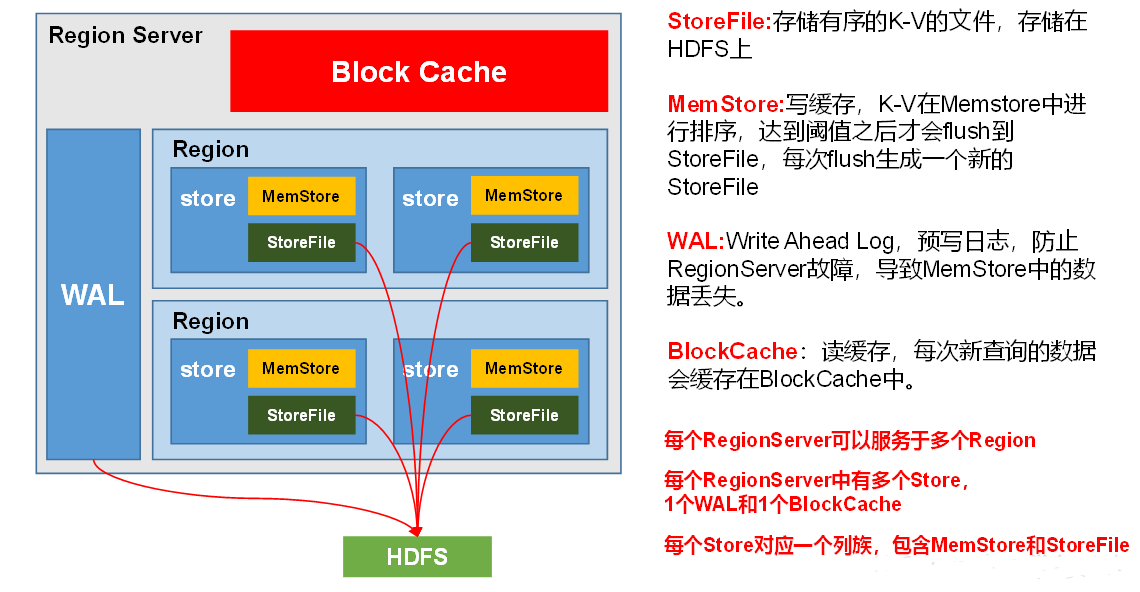 Region Server
Block Cache
WAL
Region
store
MemStore
StoreFile
store
MemStore
StoreFile
Region
store
MemStore
StoreFile
store
MemStore
StoreFile
HDFS
StoreFile:存储有序的K-V的文件，存储在
HDFS上
MemStore:写缓存，K-V在Memstore中进
行排序，达到阈值之后才会flush到
StoreFile，每次flush生成一个新的
StoreFile
WAL:Write Ahead Log，预写日志，防止
RegionServer故障，导致MemStore中的数
据丢失。
BlockCache：读缓存，每次新查询的数据
会缓存在BlockCache中。
每个RegionServer可以服务于多个Region
每个RegionServer中有多个Store，
1个WAL和1个BlockCache
每个Store对应一个列族，包含MemStore和StoreFile